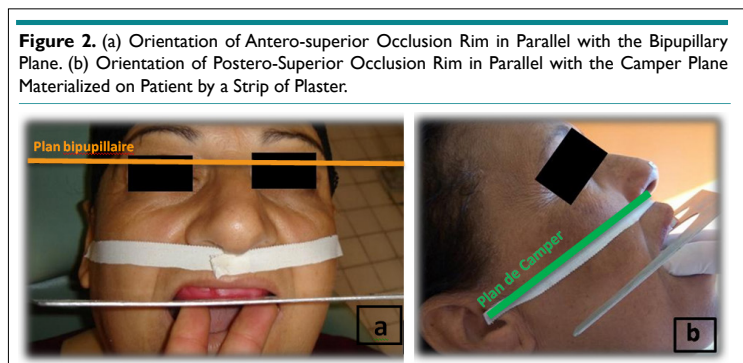 Figure 2. (a) Orientation of Antero-superior Occlusion Rim in Parallel with the Bipupillary
Plane. (b) Orientation of Postero-Superior Occlusion Rim in Parallel with the Camper Plane
Materialized on Patient by a Strip of Plaster.
Plan bipupillaire
a
Plan de Camper
b